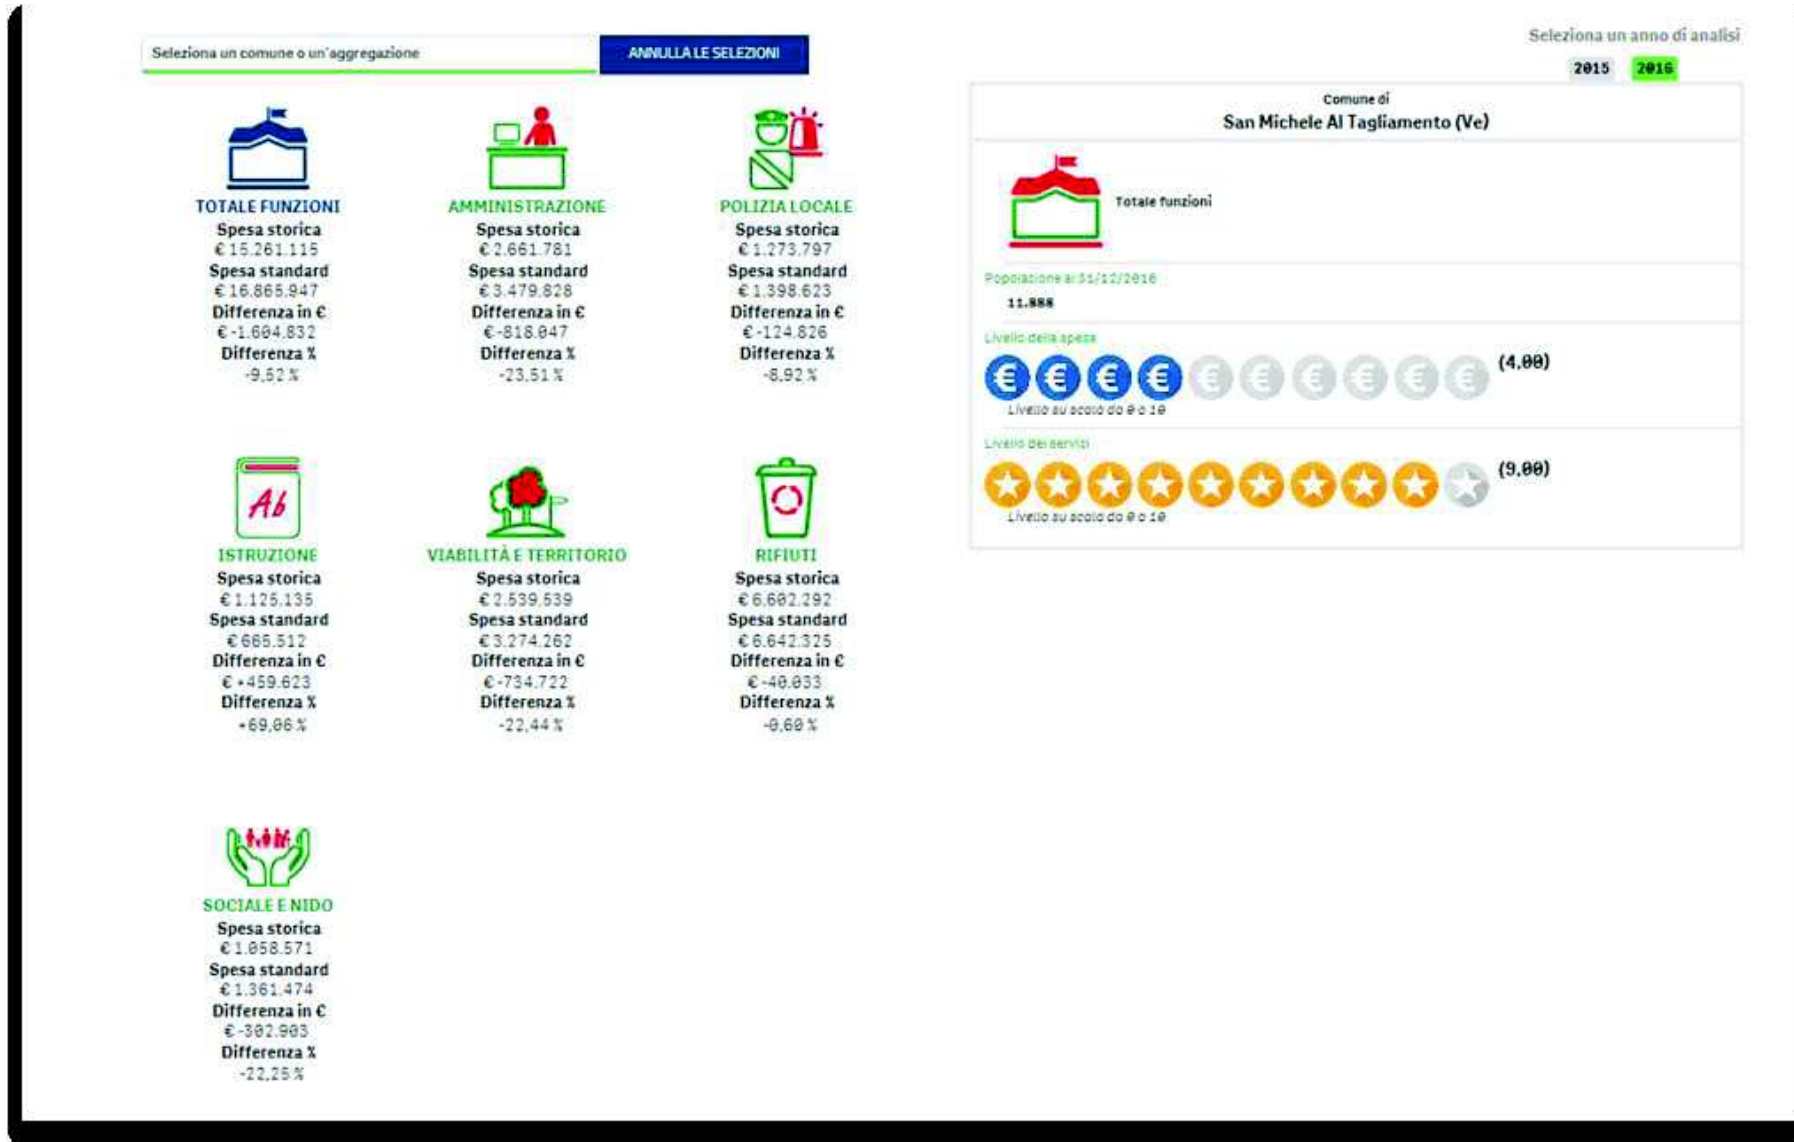 Seleziona un comune o un'aggregazione
ANNULLA LE SELEZIONI
Seleziona un anno di analisi
2015 2016
TOTALE FUNZIONI
Spesa storica
€ 15.261.115
Spesa standard
€ 16.865.947
Differenza in €
€ -1.604.832
Differenza %
-9,52 %
AMMINISTRAZIONE
Spesa storica
€ 2.661.781
Spesa standard
€ 3.479.828
Differenza in €
€ -818.047
Differenza %
-23,51 %
POLIZIA LOCALE
Spesa storica
€ 1.273.797
Spesa standard
€ 1.398.623
Differenza in €
€ -124.826
Differenza %
-8,92 %
Ab
ISTRUZIONE
Spesa storica
€ 1.125.135
Spesa standard
€ 665.512
Differenza in €
€ +459.623
Differenza %
+69,06 %
VIABILITÀ E TERRITORIO
Spesa storica
€ 2.539.539
Spesa standard
€ 3.274.262
Differenza in €
€ -734.722
Differenza %
-22,44 %
RIFIUTI
Spesa storica
€ 6.602.292
Spesa standard
€ 6.642.325
Differenza in €
€ -40.033
Differenza %
-0,60 %
SOCIALE E NIDO
Spesa storica
€ 1.058.571
Spesa standard
€ 1.361.474
Differenza in €
€ -302.903
Differenza %
-22,25 %
Comune di
San Michele Al Tagliamento (Ve)
Totale funzioni
Popolazione al 31/12/2016
Livello della spesa
€ € € € € € € € € € (4.00)
Livello su scala da 0 a 10
Livello dei servizi
(9.00)
Livello su scala da 0 a 10